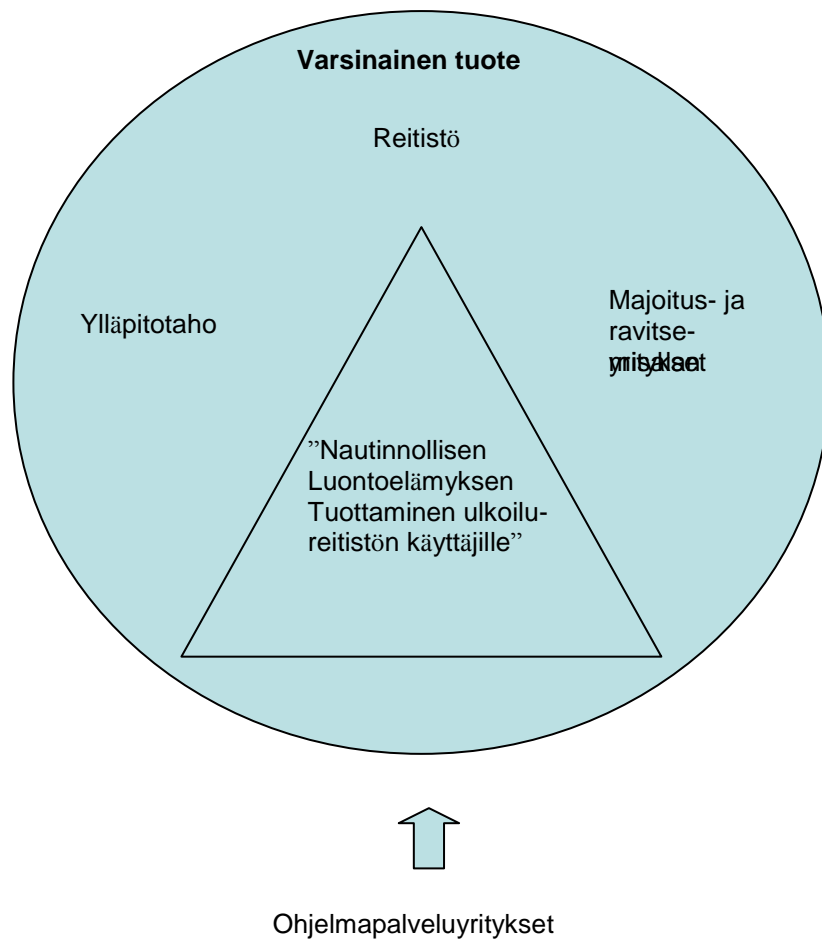 Varsinainen tuote
Reitistö
Ylläpitotaho
Majoitus- ja
ravitse-
”Nautinnollisen
Luontoelämyksen
Tuottaminen ulkoilu-
reitistön käyttäjille”
Ohjelmapalveluyritykset